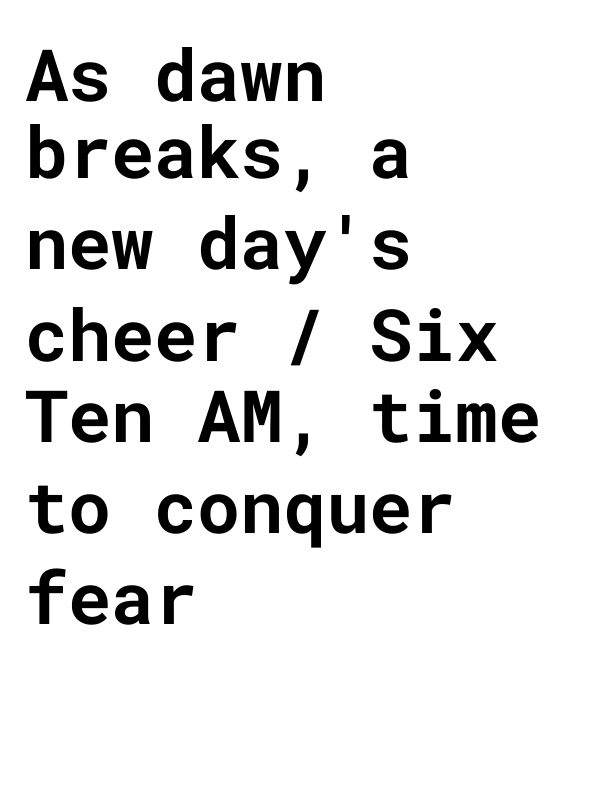 As dawn
breaks, a
new day's
cheer / Six
Ten AM, time
to conquer
fear